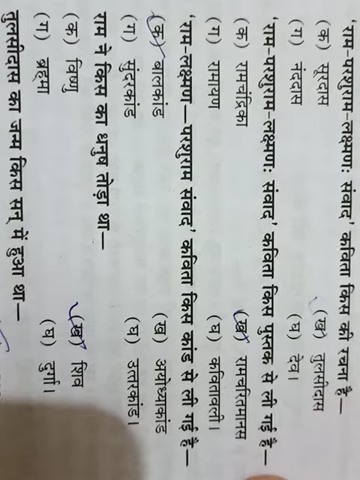 'राम-परशुराम-लक्ष्मणः संवाद' कविता किस की रचना है—
(क) सूरदास (ख) तुलसीदास
(ग) नंददास (घ) देव।
'राम-परशुराम-लक्ष्मणः संवाद' कविता किस पुस्तक से ली गई है—
(क) रामचंद्रिका (ख) रामचरितमानस
(ग) रामायण (घ) कवितावली।
'राम-लक्ष्मण—परशुराम संवाद' कविता किस कांड से ली गई है—
(क) बालकांड (ख) अयोध्याकांड
(ग) सुंदरकांड (घ) उत्तरकांड।
राम ने किस का धनुष तोड़ा था—
(क) विष्णु (ख) शिव
(ग) ब्रहमा (घ) दुर्गा।
तुलसीदास का जन्म किस सन् में हुआ था—